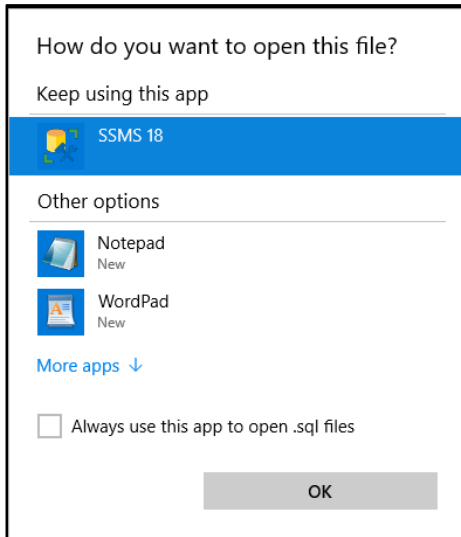 How do you want to open this file?
Keep using this app
SSMS 18
Other options
Notepad
New
WordPad
New
More apps ↓
Always use this app to open .sql files
OK